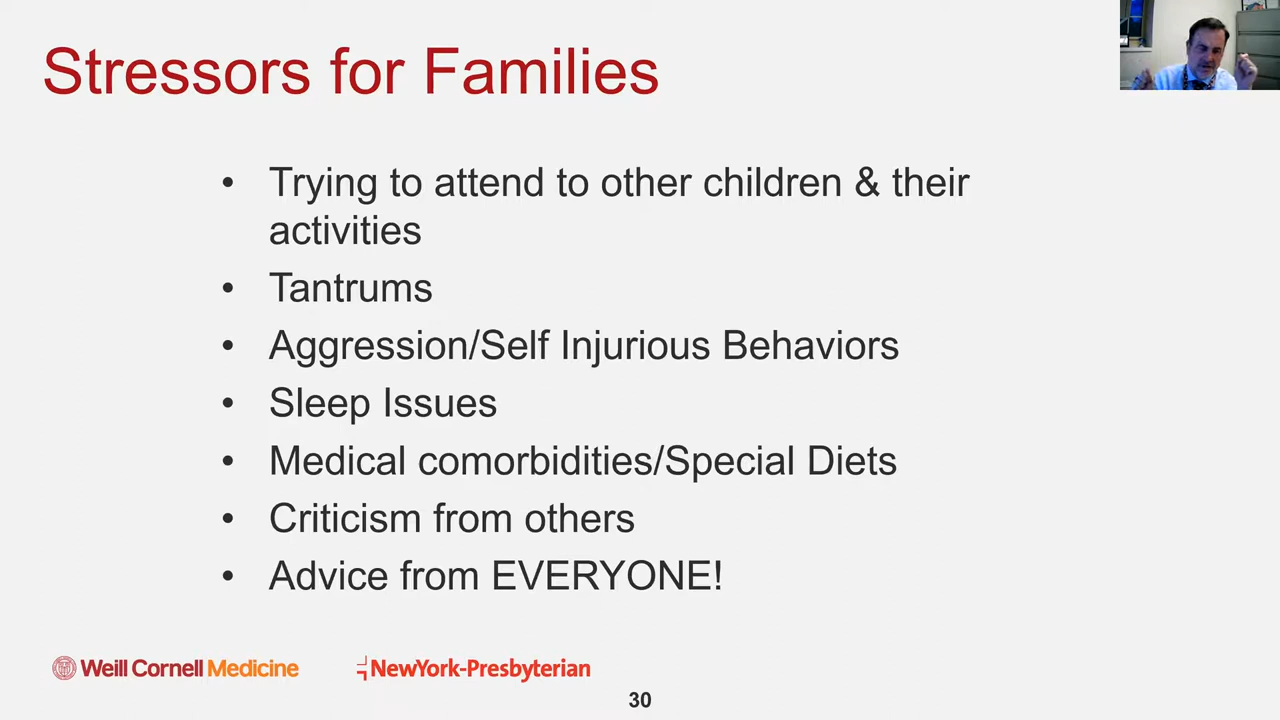 Stressors for Families
• Trying to attend to other children & their
activities
• Tantrums
• Aggression/Self Injurious Behaviors
• Sleep Issues
• Medical comorbidities/Special Diets
• Criticism from others
• Advice from EVERYONE!
Weill Cornell Medicine
NewYork-Presbyterian
30